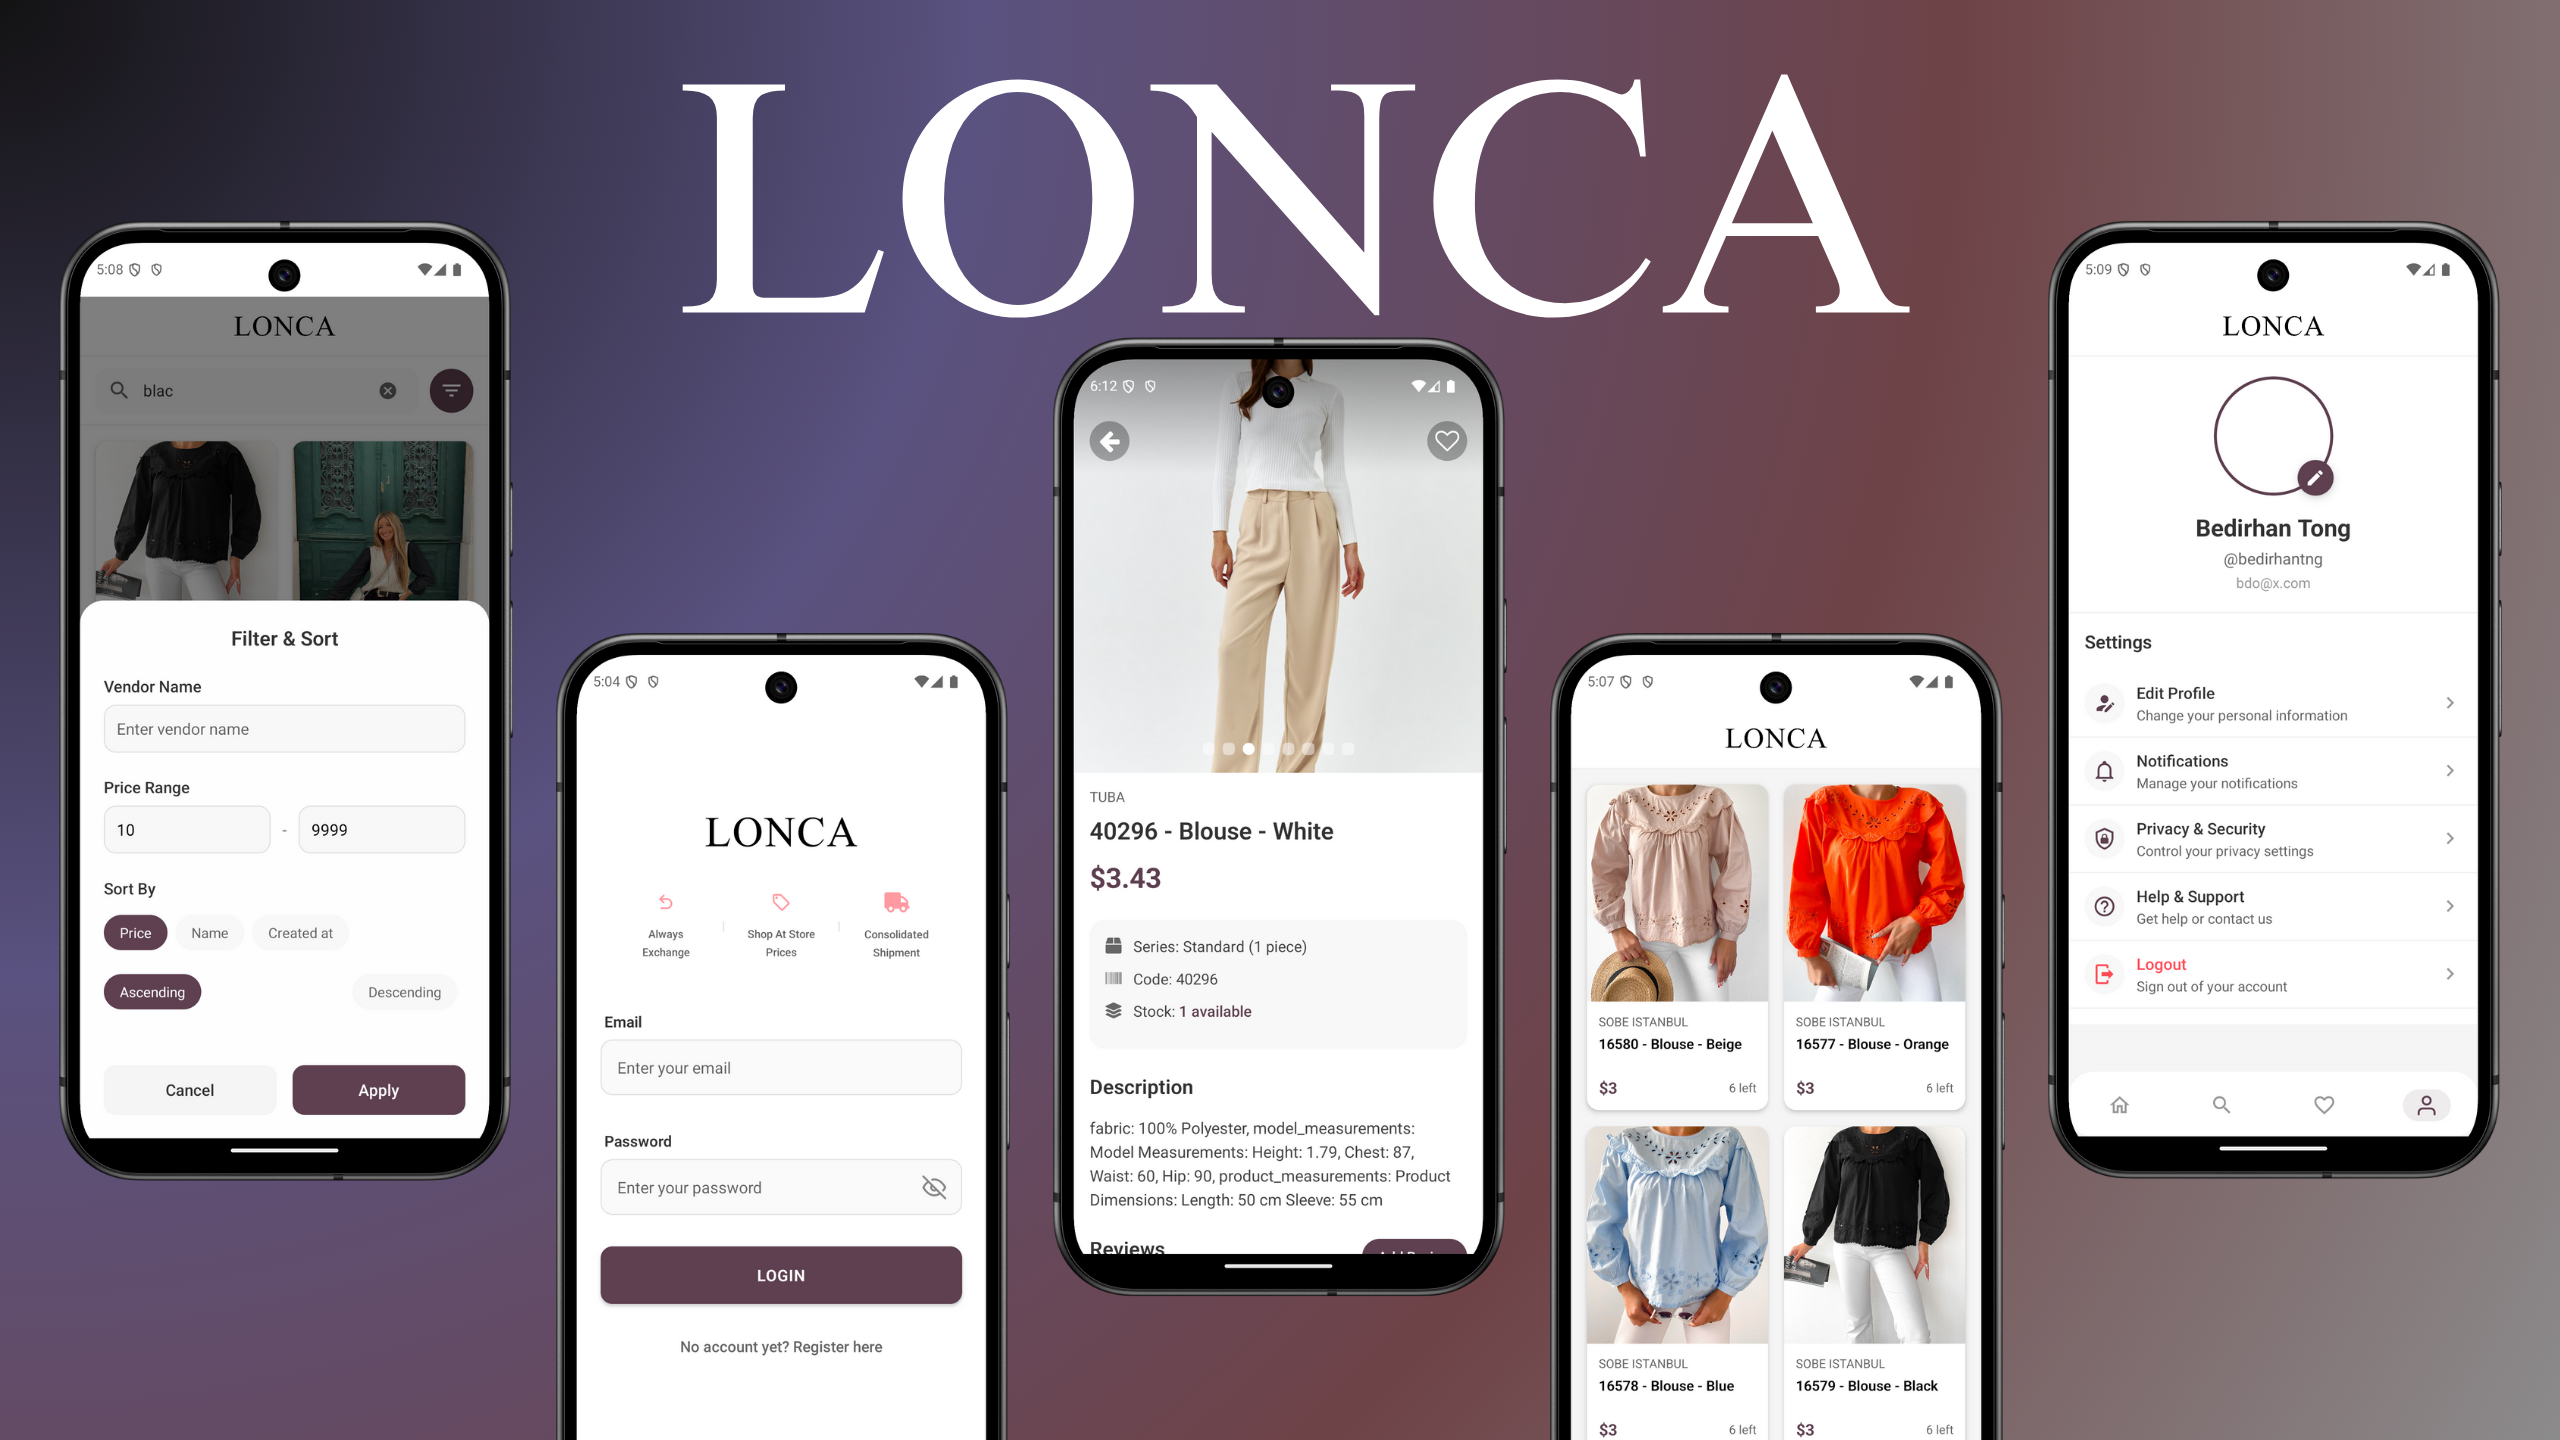 LONCA
5:08
LONCA
blac
Filter & Sort
Vendor Name
Enter vendor name
Price Range
10 - 9999
Sort By
Price Name Created at
Ascending Descending
Cancel Apply
5:04
LONCA
Always Exchange
Shop At Store Prices
Consolidated Shipment
Email
Enter your email
Password
Enter your password
LOGIN
No account yet? Register here
6:12
TUBA
40296 - Blouse - White
$3.43
Series: Standard (1 piece)
Code: 40296
Stock: 1 available
Description
fabric: 100% Polyester, model_measurements:
Model Measurements: Height: 1.79, Chest: 87,
Waist: 60, Hip: 90, product_measurements: Product
Dimensions: Length: 50 cm Sleeve: 55 cm
Reviews
5:07
LONCA
SOBE ISTANBUL
16580 - Blouse - Beige
$3 6 left
SOBE ISTANBUL
16577 - Blouse - Orange
$3 6 left
SOBE ISTANBUL
16578 - Blouse - Blue
$3 6 left
SOBE ISTANBUL
16579 - Blouse - Black
$3 6 left
5:09
LONCA
Bedirhan Tong
@bedirhantng
bdo@x.com
Settings
Edit Profile
Change your personal information
Notifications
Manage your notifications
Privacy & Security
Control your privacy settings
Help & Support
Get help or contact us
Logout
Sign out of your account